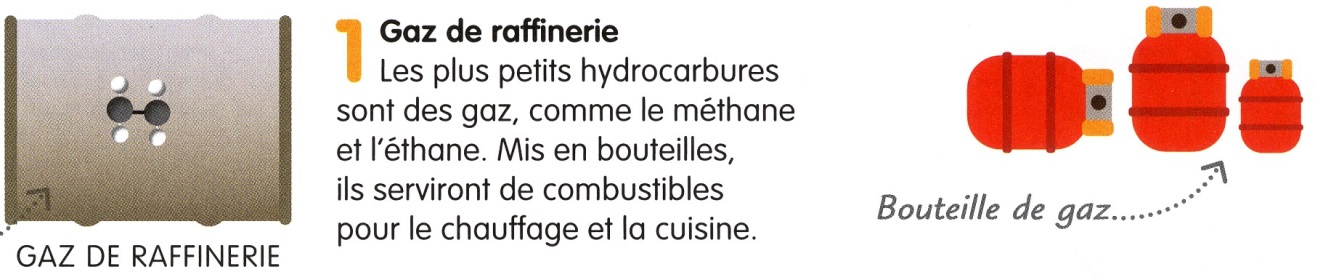 1 Gaz de raffinerie
Les plus petits hydrocarbures
sont des gaz, comme le méthane
et l'éthane. Mis en bouteilles,
ils serviront de combustibles
pour le chauffage et la cuisine.
GAZ DE RAFFINERIE
Bouteille de gaz